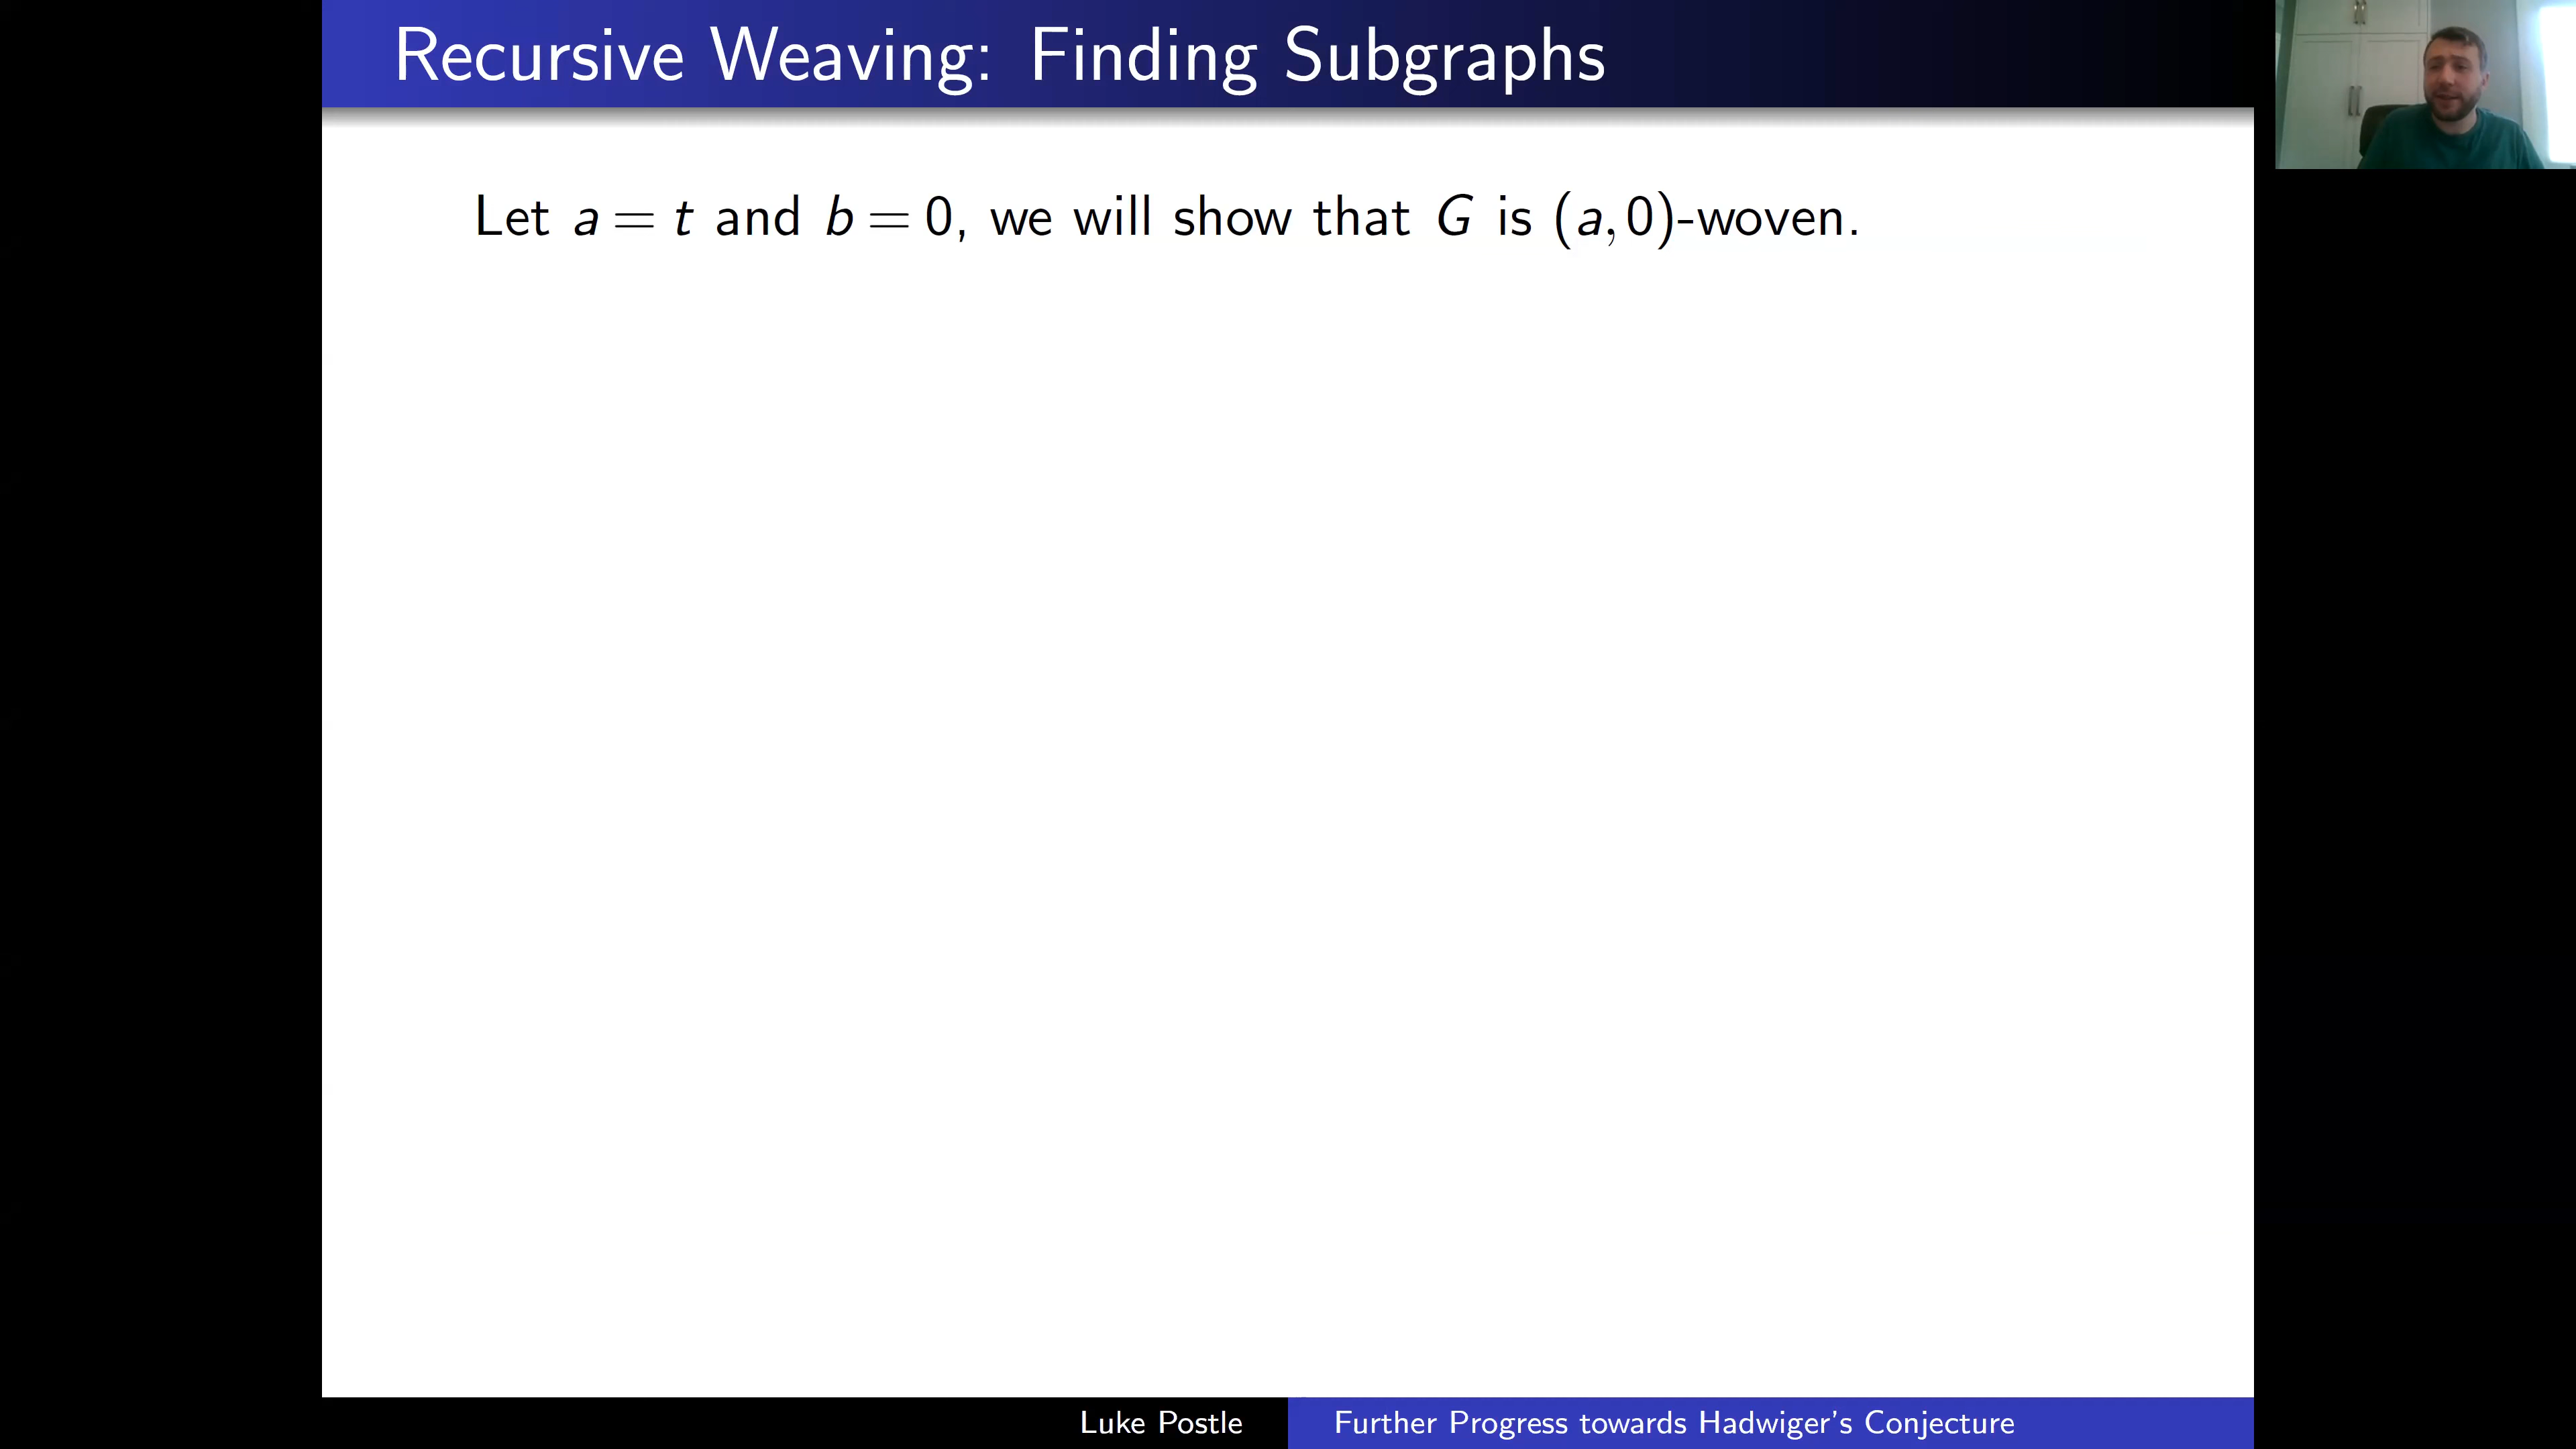 Recursive Weaving: Finding Subgraphs
Let a = t and b = 0, we will show that G is (a,0)-woven.
Luke Postle
Further Progress towards Hadwiger's Conjecture